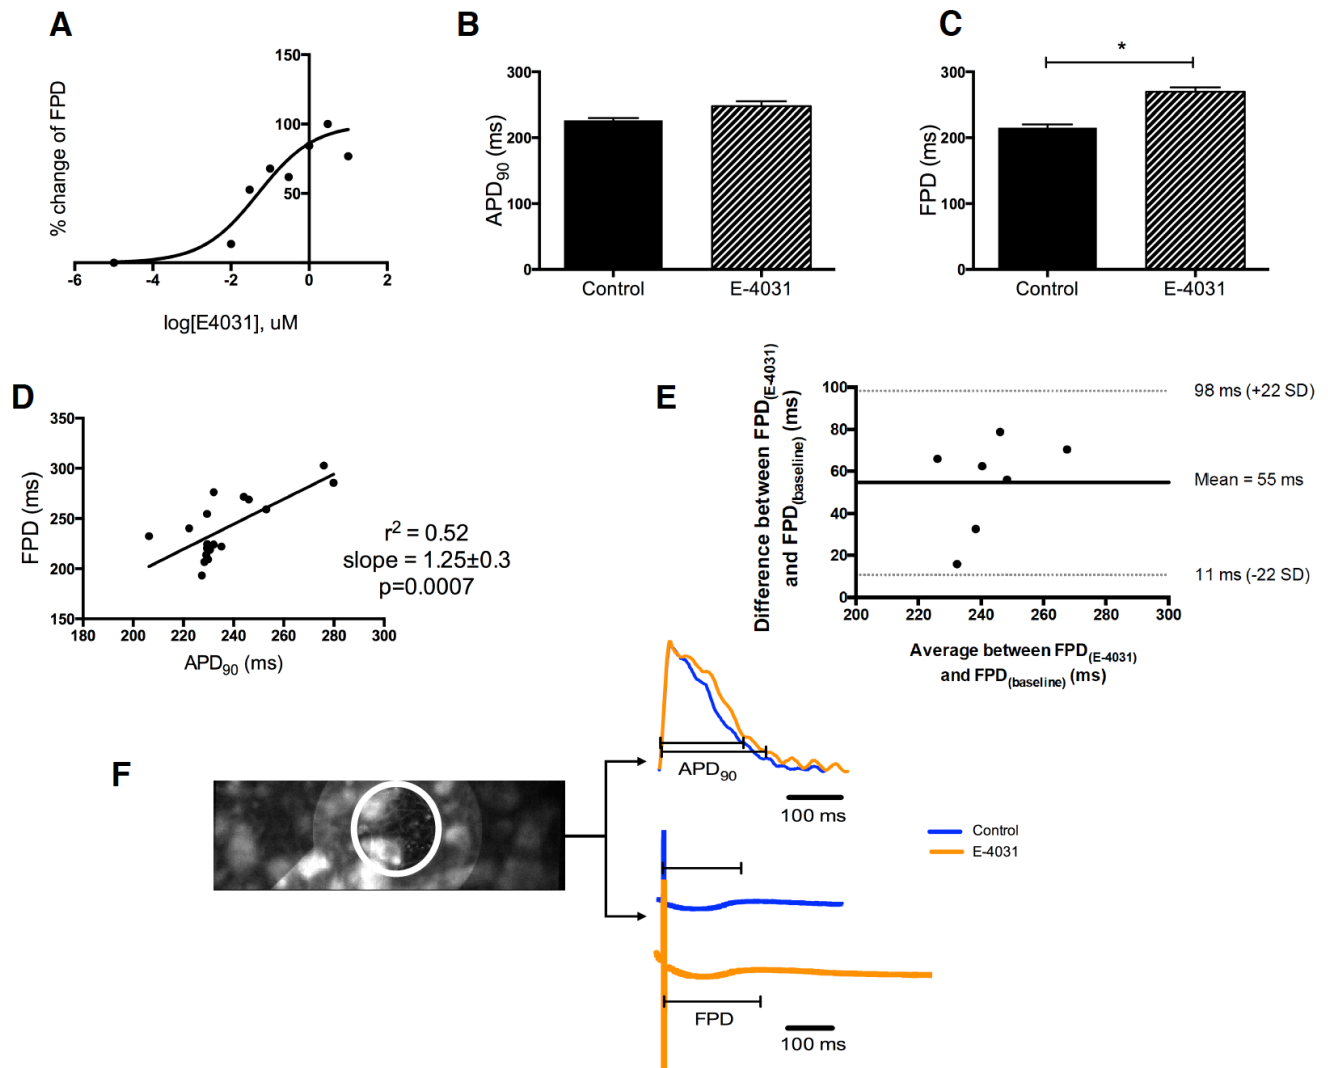 A
B
C
150
100
50
% change of FPD
-6 -4 -2 0 2
log[E4031], uM
300
200
100
0
APD90 (ms)
Control E-4031
*
300
200
100
0
FPD (ms)
Control E-4031
D
350
300
250
200
150
FPD (ms)
180 200 220 240 260 280 300
APD90 (ms)
r2 = 0.52
slope = 1.25±0.3
p=0.0007
E
Difference between FPD(E-4031)
and FPD(baseline) (ms)
100
80
60
40
20
0
200 220 240 260 280 300
98 ms (+22 SD)
Mean = 55 ms
11 ms (-22 SD)
Average between FPD(E-4031)
and FPD(baseline) (ms)
F
APD90
100 ms
Control
E-4031
FPD
100 ms